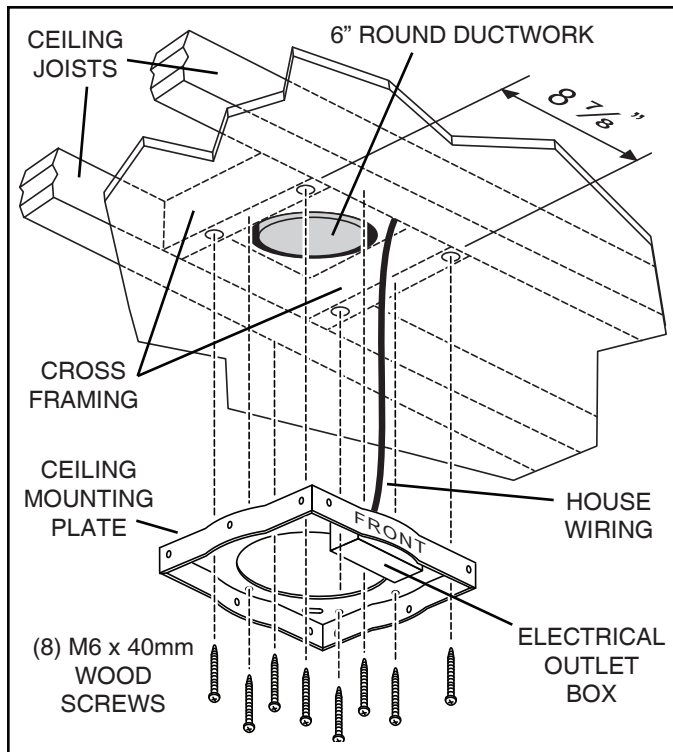 CEILING
JOISTS
6” ROUND DUCTWORK
8 7/8 ”
CROSS
FRAMING
CEILING
MOUNTING
PLATE
FRONT
HOUSE
WIRING
(8) M6 x 40mm
WOOD
SCREWS
ELECTRICAL
OUTLET
BOX